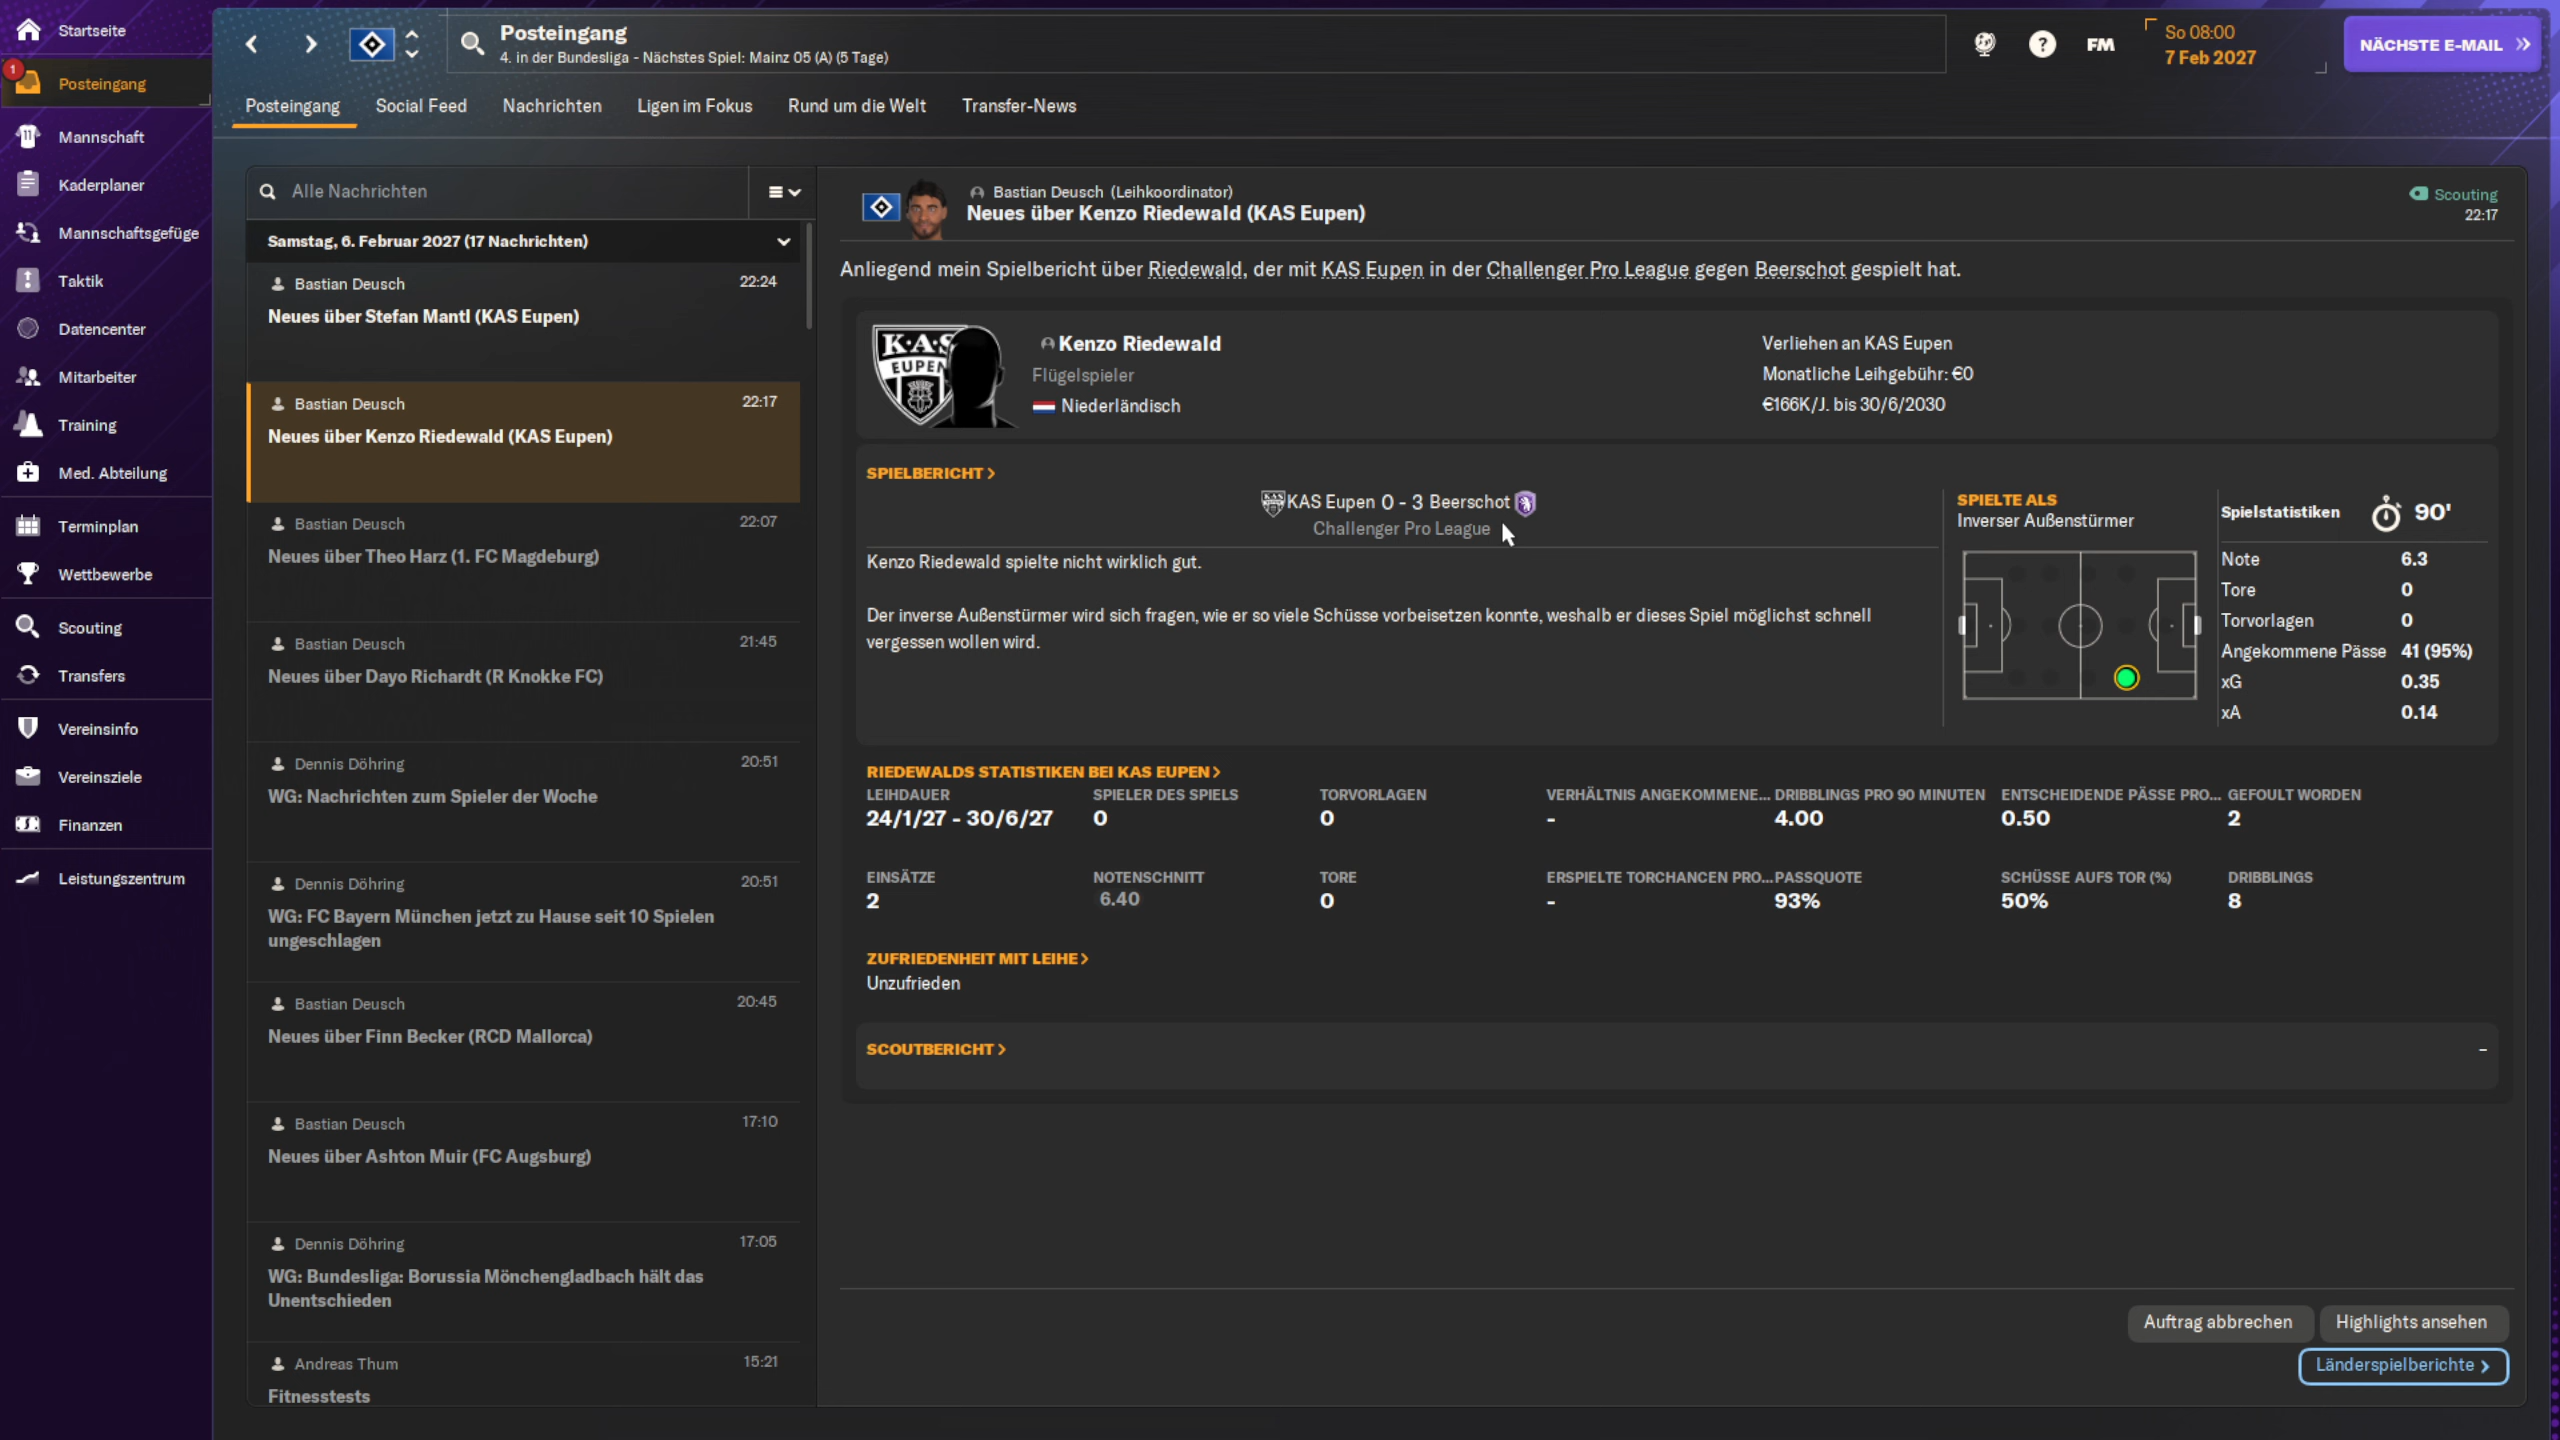 Startseite
1
Posteingang
Mannschaft
Kaderplaner
Mannschaftsgefüge
Taktik
Datencenter
Mitarbeiter
Training
Med. Abteilung
Terminplan
Wettbewerbe
Scouting
Transfers
Vereinsinfo
Vereinsziele
Finanzen
Leistungszentrum
Posteingang
4. in der Bundesliga - Nächstes Spiel: Mainz 05 (A) (5 Tage)
FM
So 08:00
7 Feb 2027
NÄCHSTE E-MAIL
Posteingang Social Feed Nachrichten Ligen im Fokus Rund um die Welt Transfer-News
Alle Nachrichten
Samstag, 6. Februar 2027 (17 Nachrichten)
Bastian Deusch 22:24
Neues über Stefan Mantl (KAS Eupen)
Bastian Deusch 22:17
Neues über Kenzo Riedewald (KAS Eupen)
Bastian Deusch 22:07
Neues über Theo Harz (1. FC Magdeburg)
Bastian Deusch 21:45
Neues über Dayo Richardt (R Knokke FC)
Dennis Döhring 20:51
WG: Nachrichten zum Spieler der Woche
Dennis Döhring 20:51
WG: FC Bayern München jetzt zu Hause seit 10 Spielen
ungeschlagen
Bastian Deusch 20:45
Neues über Finn Becker (RCD Mallorca)
Bastian Deusch 17:10
Neues über Ashton Muir (FC Augsburg)
Dennis Döhring 17:05
WG: Bundesliga: Borussia Mönchengladbach hält das
Unentschieden
Andreas Thum 15:21
Fitnesstests
Bastian Deusch (Leihkoordinator)
Neues über Kenzo Riedewald (KAS Eupen)
Scouting
22:17
Anliegend mein Spielbericht über Riedewald, der mit KAS Eupen in der Challenger Pro League gegen Beerschot gespielt hat.
K·A·S
EUPEN
Kenzo Riedewald
Flügelspieler
Niederländisch
Verliehen an KAS Eupen
Monatliche Leihgebühr: €0
€166K/J. bis 30/6/2030
SPIELBERICHT >
KAS Eupen 0 - 3 Beerschot
Challenger Pro League
Kenzo Riedewald spielte nicht wirklich gut.
Der inverse Außenstürmer wird sich fragen, wie er so viele Schüsse vorbeisetzen konnte, weshalb er dieses Spiel möglichst schnell
vergessen wollen wird.
SPIELTE ALS
Inverser Außenstürmer
Spielstatistiken 90'
Note 6.3
Tore 0
Torvorlagen 0
Angekommene Pässe 41 (95%)
xG 0.35
xA 0.14
RIEDEWALDS STATISTIKEN BEI KAS EUPEN >
LEIHDAUER SPIELER DES SPIELS TORVORLAGEN VERHÄLTNIS ANGEKOMMENE... DRIBBLINGS PRO 90 MINUTEN ENTSCHEIDENDE PÄSSE PRO... GEFOULT WORDEN
24/1/27 - 30/6/27 0 0 - 4.00 0.50 2
EINSÄTZE NOTENSCHNITT TORE ERSPIELTE TORCHANCEN PRO... PASSQUOTE SCHÜSSE AUFS TOR (%) DRIBBLINGS
2 6.40 0 - 93% 50% 8
ZUFRIEDENHEIT MIT LEIHE >
Unzufrieden
SCOUTBERICHT > -
Auftrag abbrechen Highlights ansehen
Länderspielberichte >